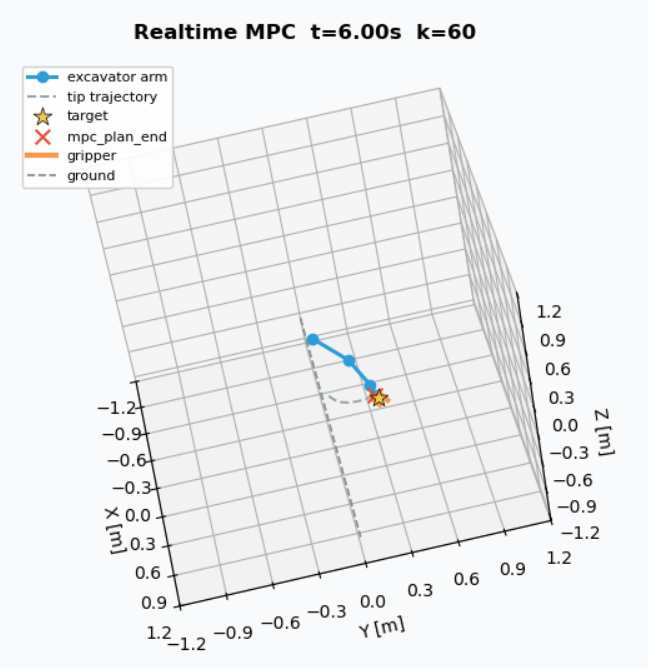 Realtime MPC  t=6.00s  k=60
excavator arm
tip trajectory
target
mpc_plan_end
gripper
ground
1.2
0.9
0.6
0.3
0.0
−0.3
−0.6
−0.9
−1.2
Z [m]
−1.2
−0.9
−0.6
−0.3
0.0
0.3
0.6
0.9
1.2
X [m]
−1.2
−0.9
−0.6
−0.3
0.0
0.3
0.6
0.9
1.2
Y [m]